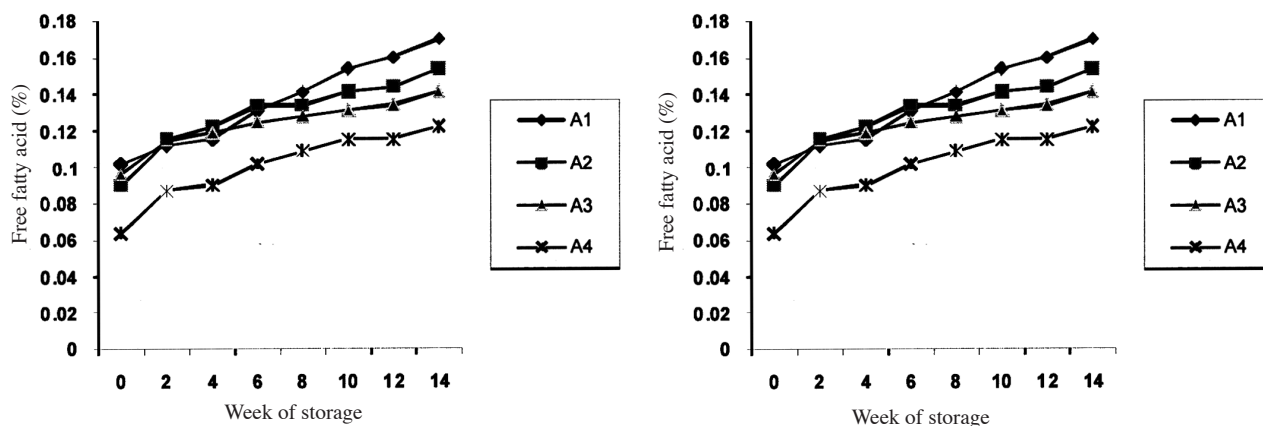 0.18
0.16
0.14
0.12
0.1
0.08
0.06
0.04
0.02
0
Free fatty acid (%)
0 2 4 6 8 10 12 14
Week of storage
A1
A2
A3
A4
0.18
0.16
0.14
0.12
0.1
0.08
0.06
0.04
0.02
0
Free fatty acid (%)
0 2 4 6 8 10 12 14
Week of storage
A1
A2
A3
A4